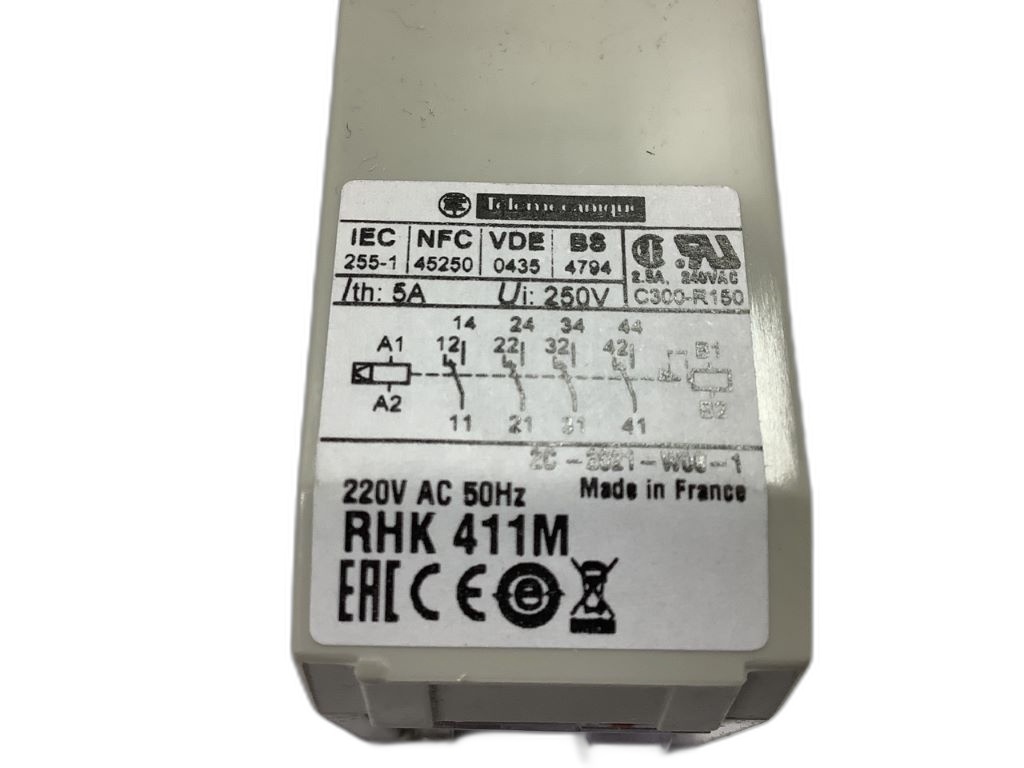 Telemecanique
IEC NFC VDE BS
255-1 45250 0435 4794
2.5A, 240VAC
Ith: 5A Ui: 250V C300-R150
14 24 34 44
A1 12 22 32 42 B1
A2 B2
11 21 31 41
220V AC 50Hz Made in France
RHK 411M
EAC CE e